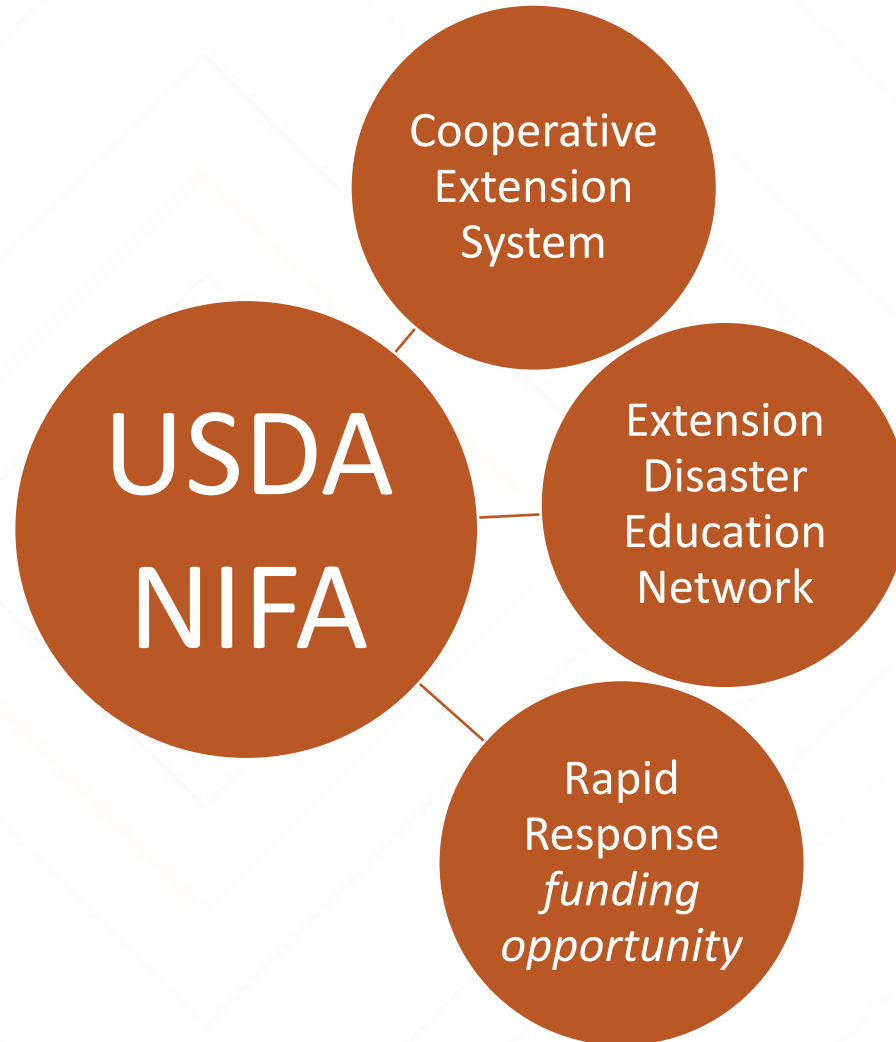 USDA
NIFA
Cooperative
Extension
System
Extension
Disaster
Education
Network
Rapid
Response
funding
opportunity